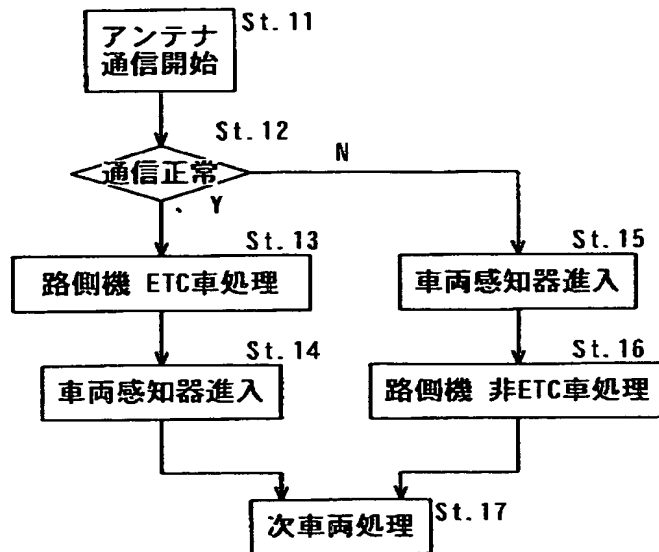 アンテナ
通信開始
St.11
St.12
通信正常
N
Y
St.13
路側機 ETC車処理
St.15
車両感知器進入
St.14
車両感知器進入
St.16
路側機 非ETC車処理
次車両処理
St.17